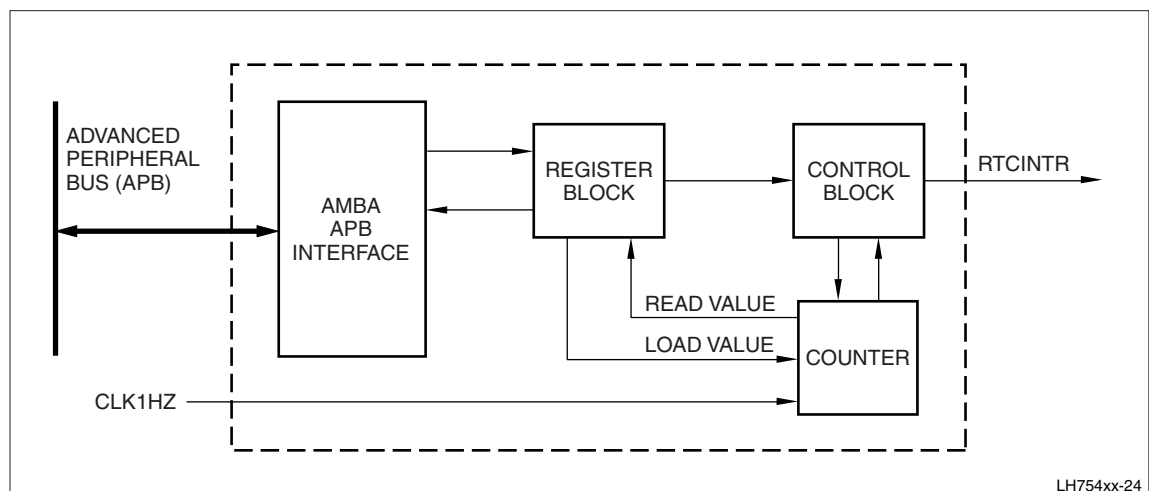 ADVANCED
PERIPHERAL
BUS (APB)
AMBA
APB
INTERFACE
REGISTER
BLOCK
CONTROL
BLOCK
RTCINTR
READ VALUE
LOAD VALUE
COUNTER
CLK1HZ
LH754xx-24